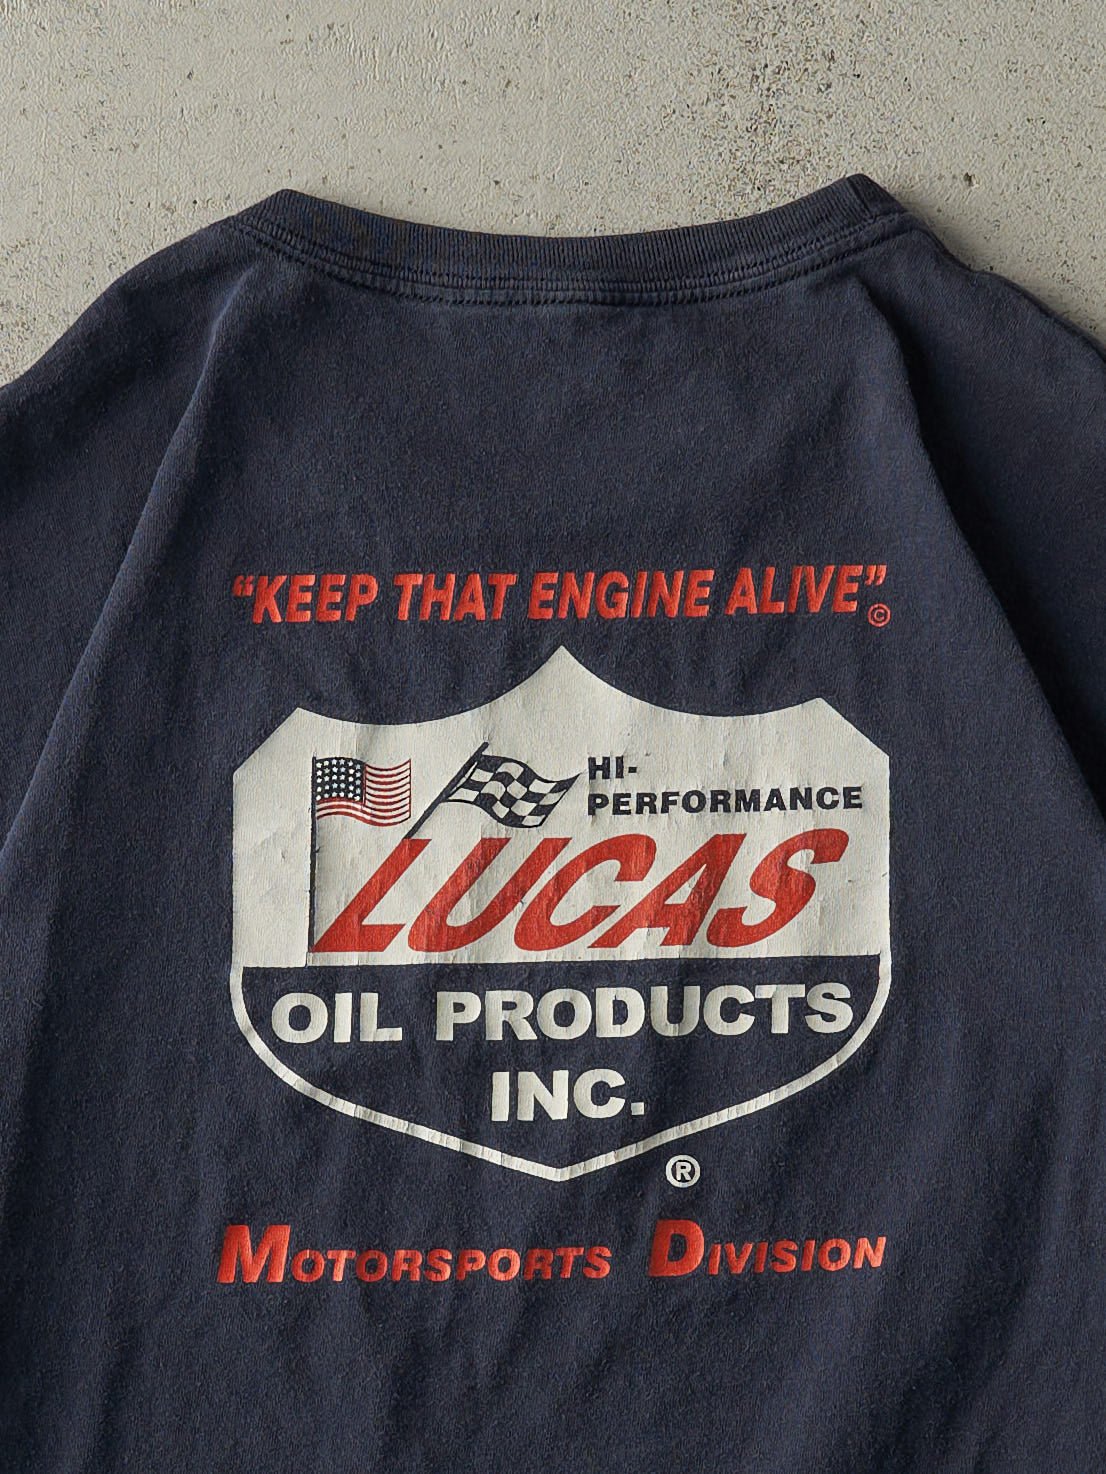 "KEEP THAT ENGINE ALIVE"©
HI-
PERFORMANCE
LUCAS
OIL PRODUCTS
INC.
®
MOTORSPORTS DIVISION